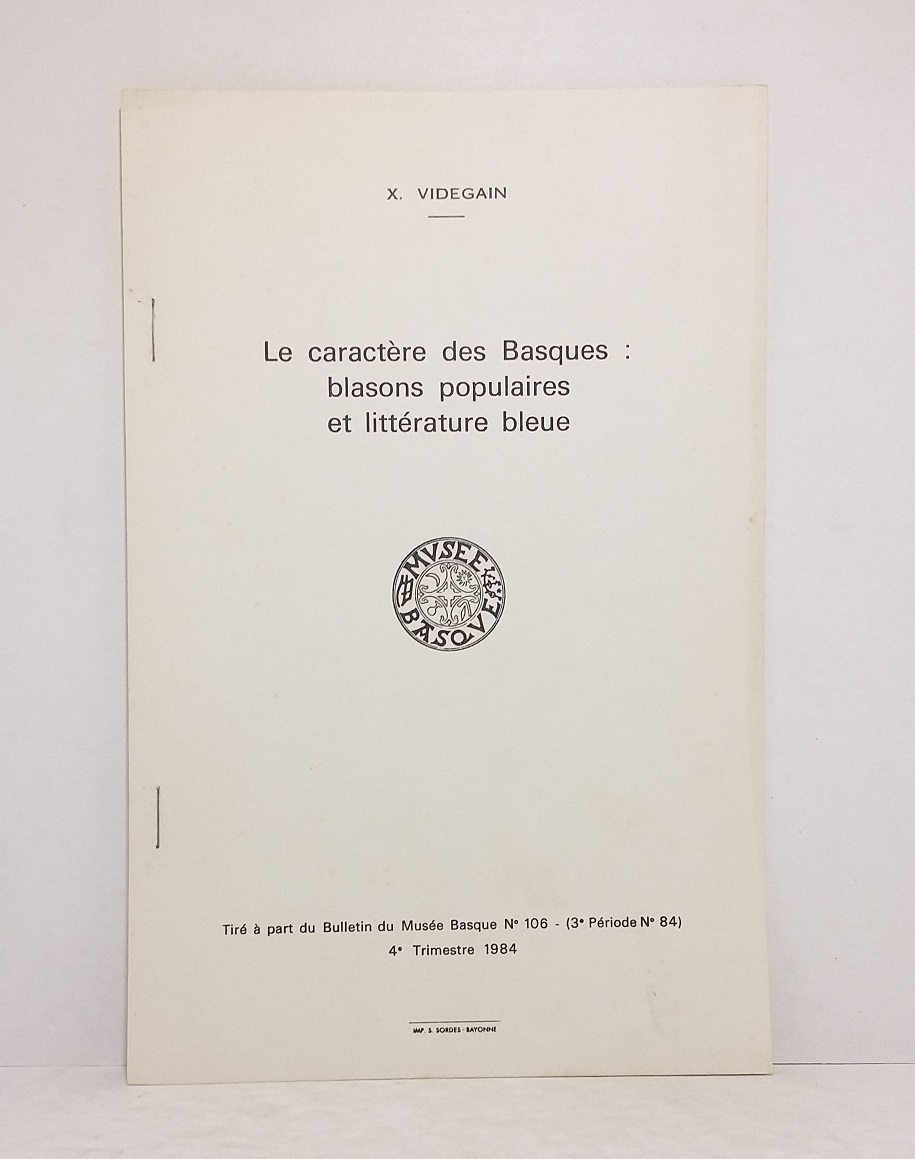 X. VIDEGAIN
Le caractère des Basques :
blasons populaires
et littérature bleue
MVSEE
BASQVE
Tiré à part du Bulletin du Musée Basque N° 106 - (3e Période N° 84)
4e Trimestre 1984
IMP. S. SORDES - BAYONNE